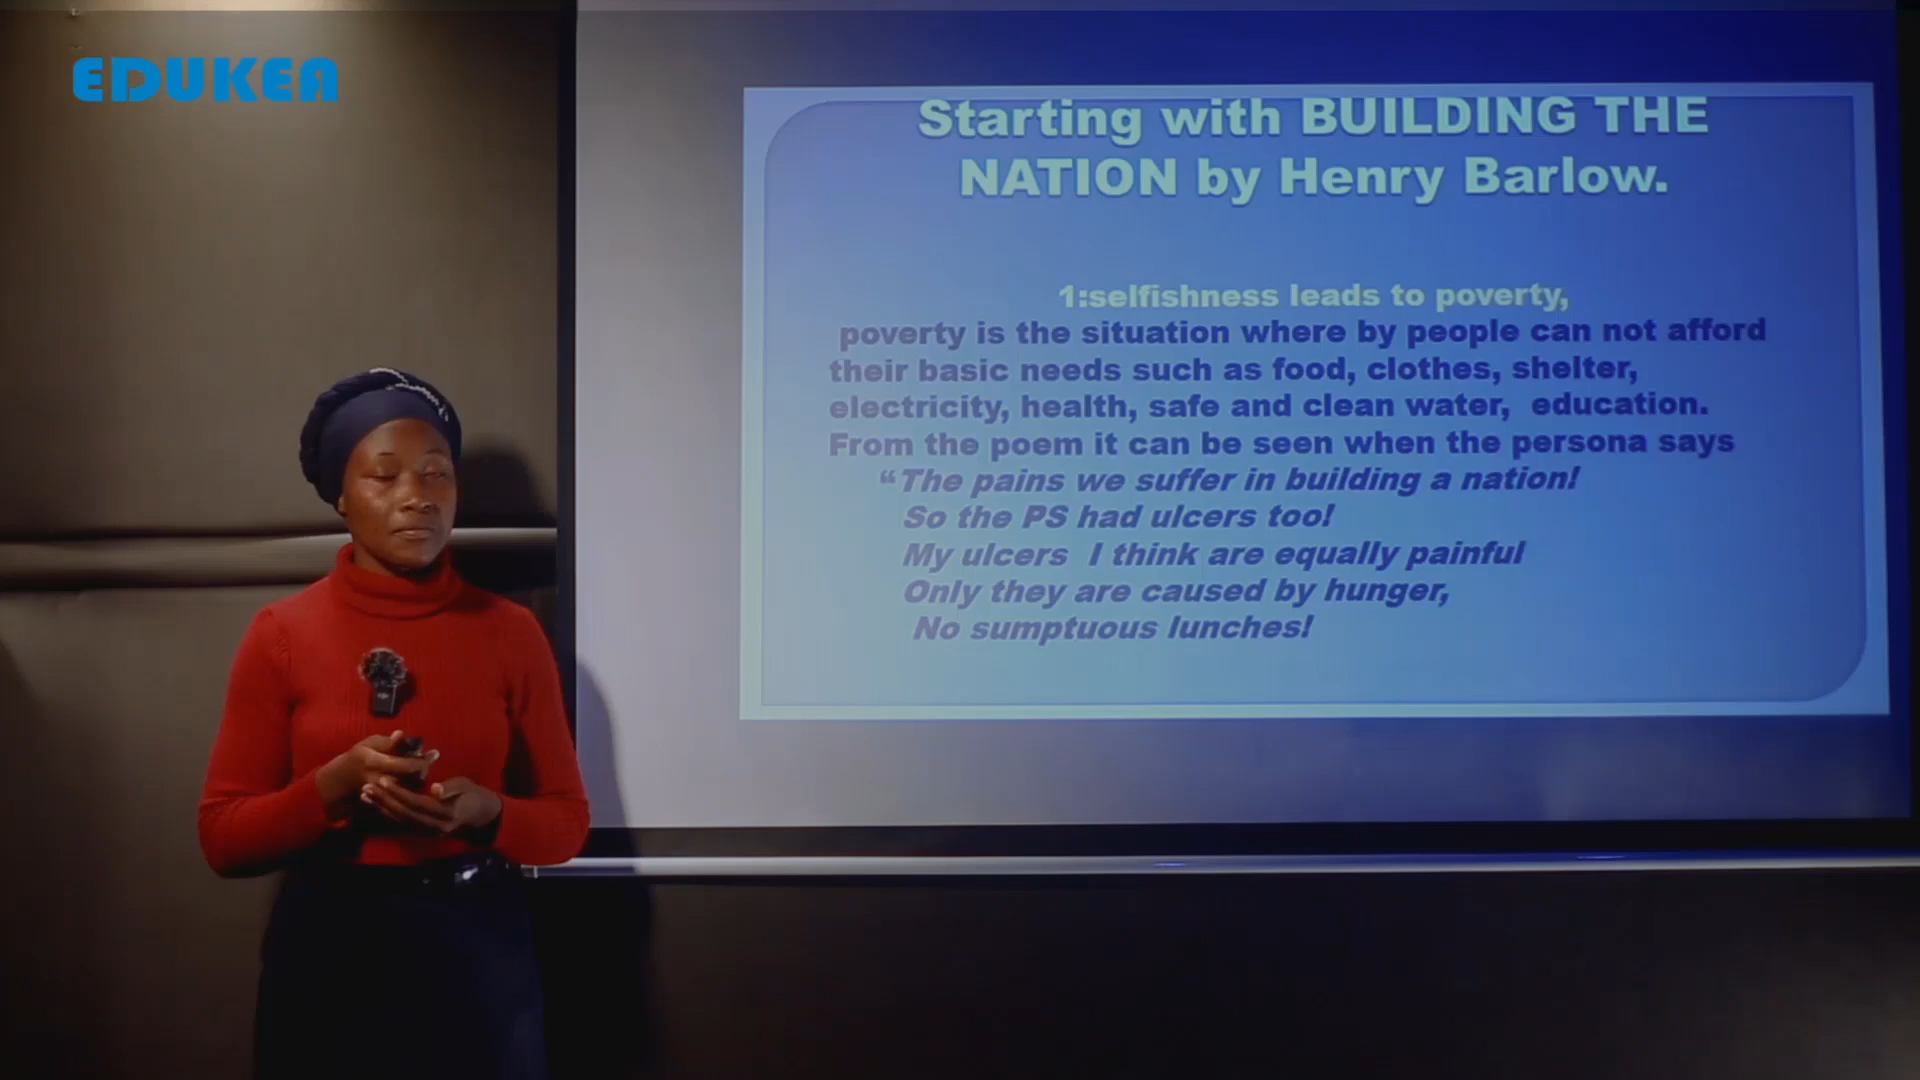 EDUKEA
Starting with BUILDING THE
NATION by Henry Barlow.
1:selfishness leads to poverty,
poverty is the situation where by people can not afford
their basic needs such as food, clothes, shelter,
electricity, health, safe and clean water, education.
From the poem it can be seen when the persona says
“The pains we suffer in building a nation!
So the PS had ulcers too!
My ulcers I think are equally painful
Only they are caused by hunger,
No sumptuous lunches!